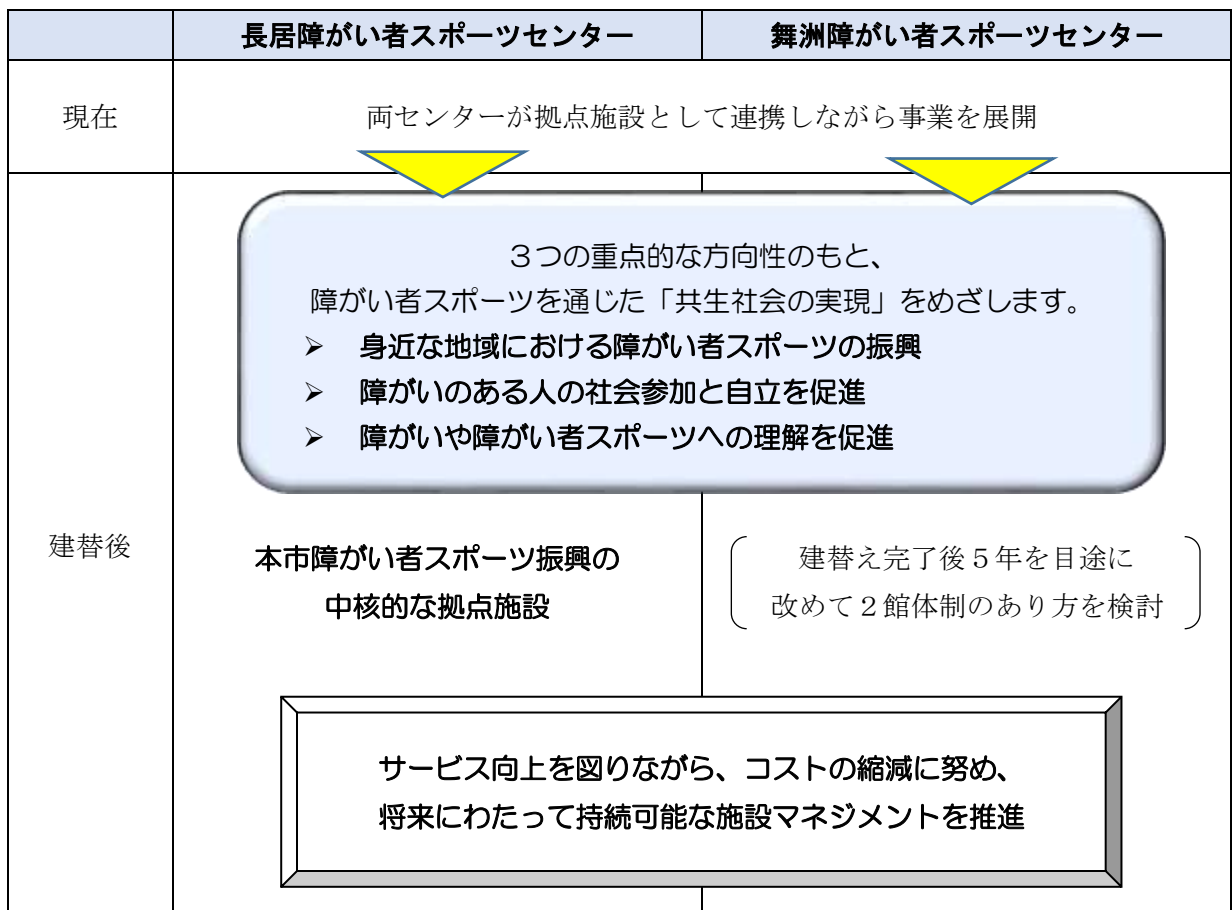 長居障がい者スポーツセンター
舞洲障がい者スポーツセンター
現在
両センターが拠点施設として連携しながら事業を展開
３つの重点的な方向性のもと、
障がい者スポーツを通じた「共生社会の実現」をめざします。
➢ 身近な地域における障がい者スポーツの振興
➢ 障がいのある人の社会参加と自立を促進
➢ 障がいや障がい者スポーツへの理解を促進
建替後
本市障がい者スポーツ振興の
中核的な拠点施設
建替え完了後５年を目途に
改めて２館体制のあり方を検討
サービス向上を図りながら、コストの縮減に努め、
将来にわたって持続可能な施設マネジメントを推進